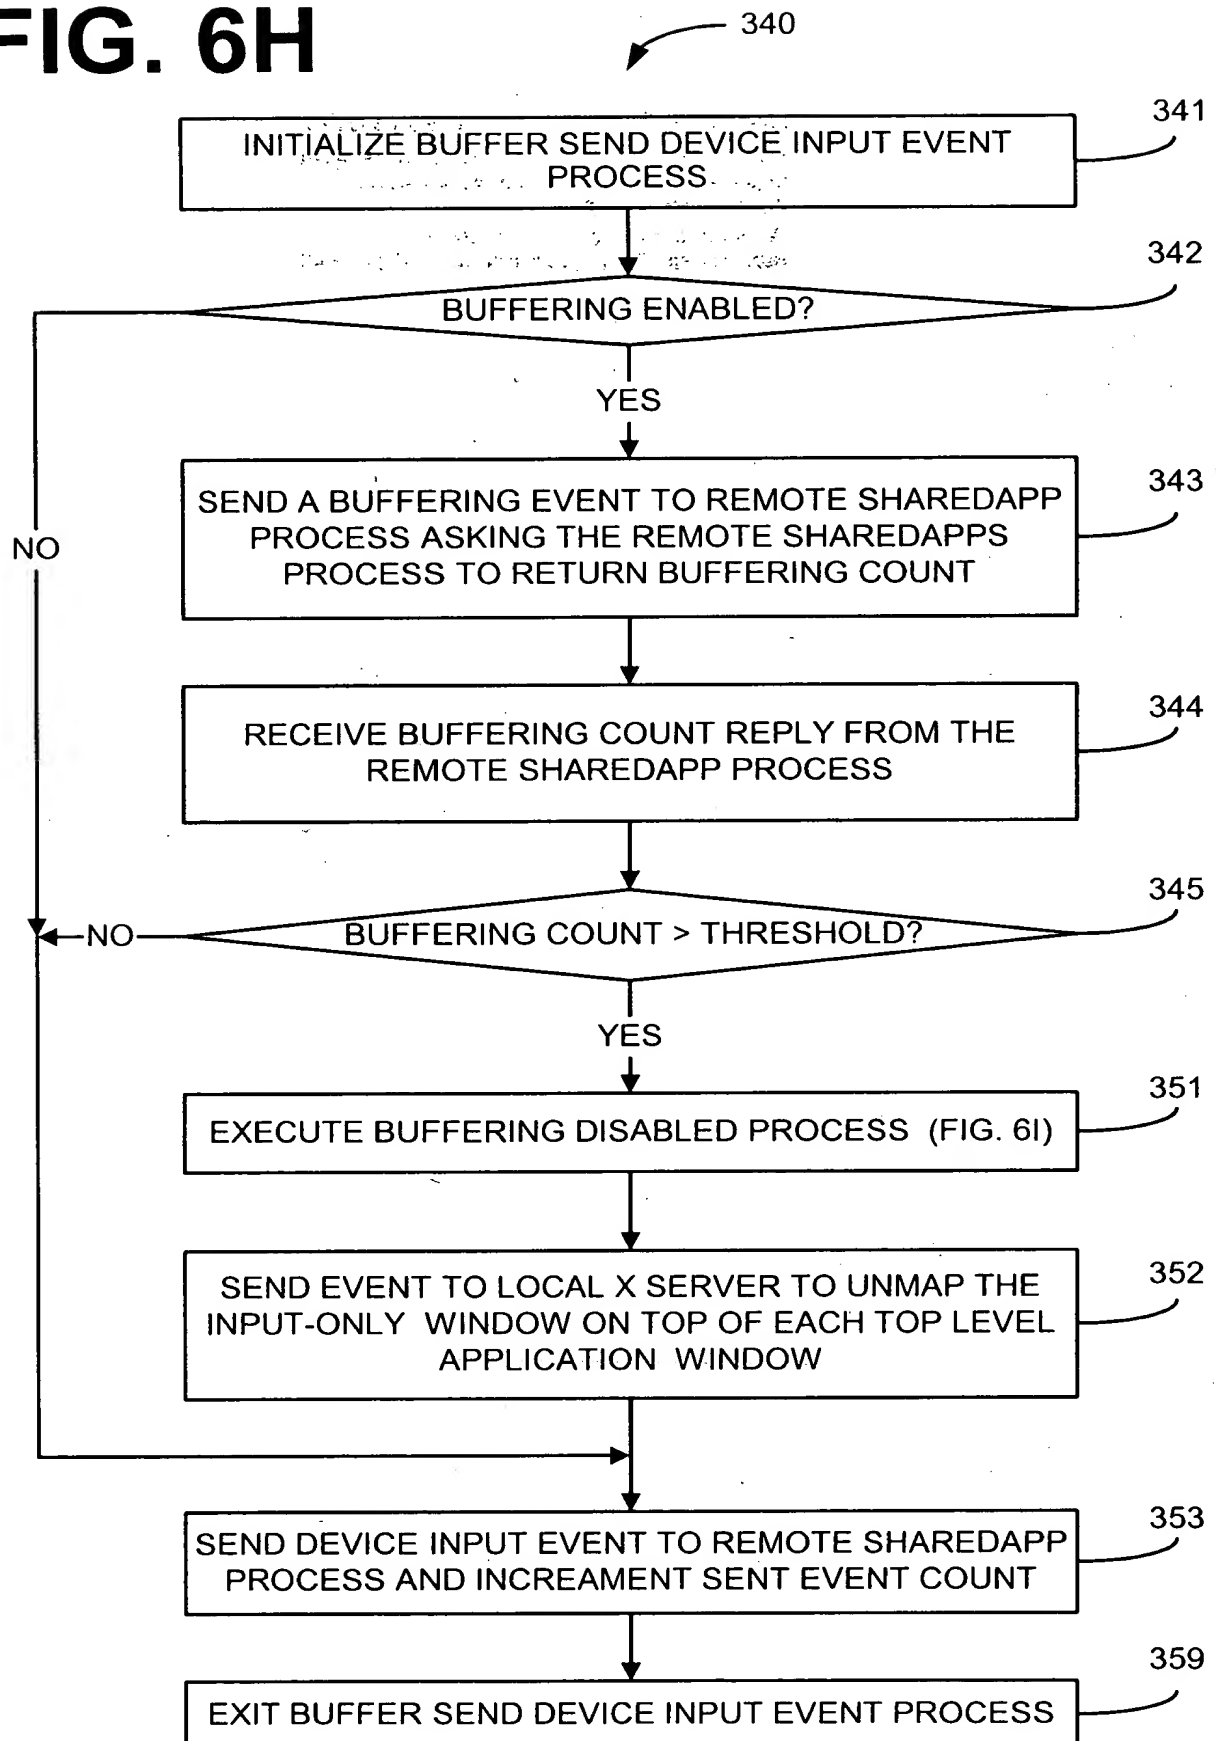 FIG. 6H
340
341
INITIALIZE BUFFER SEND DEVICE INPUT EVENT
PROCESS
342
BUFFERING ENABLED?
YES
NO
343
SEND A BUFFERING EVENT TO REMOTE SHAREDAPP
PROCESS ASKING THE REMOTE SHAREDAPPS
PROCESS TO RETURN BUFFERING COUNT
344
RECEIVE BUFFERING COUNT REPLY FROM THE
REMOTE SHAREDAPP PROCESS
345
BUFFERING COUNT > THRESHOLD?
NO
YES
351
EXECUTE BUFFERING DISABLED PROCESS (FIG. 6I)
352
SEND EVENT TO LOCAL X SERVER TO UNMAP THE
INPUT-ONLY WINDOW ON TOP OF EACH TOP LEVEL
APPLICATION WINDOW
353
SEND DEVICE INPUT EVENT TO REMOTE SHAREDAPP
PROCESS AND INCREAMENT SENT EVENT COUNT
359
EXIT BUFFER SEND DEVICE INPUT EVENT PROCESS